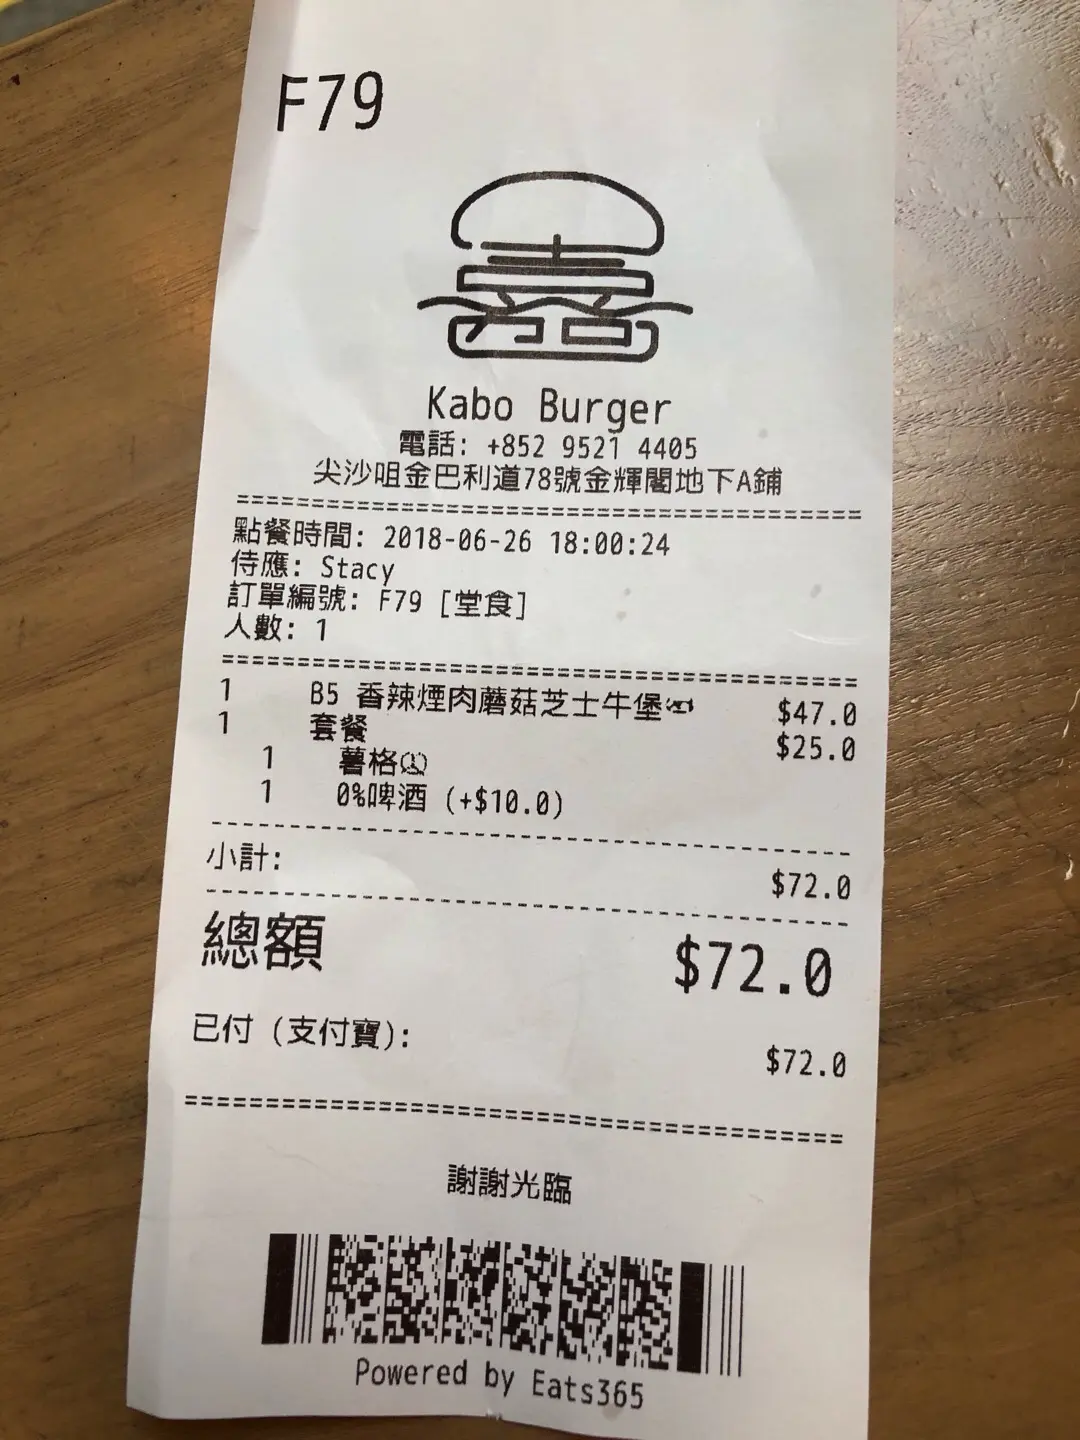 F79
Kabo Burger
電話: +852 9521 4405
尖沙咀金巴利道78號金輝閣地下A鋪
======================================
點餐時間: 2018-06-26 18:00:24
侍應: Stacy
訂單編號: F79 [堂食]
人數: 1
======================================
1 B5 香辣煙肉蘑菇芝士牛堡 $47.0
1 套餐 $25.0
1 薯格
1 0%啤酒 (+$10.0)
小計: $72.0
總額 $72.0
已付 (支付寶): $72.0
======================================
謝謝光臨
Powered by Eats365